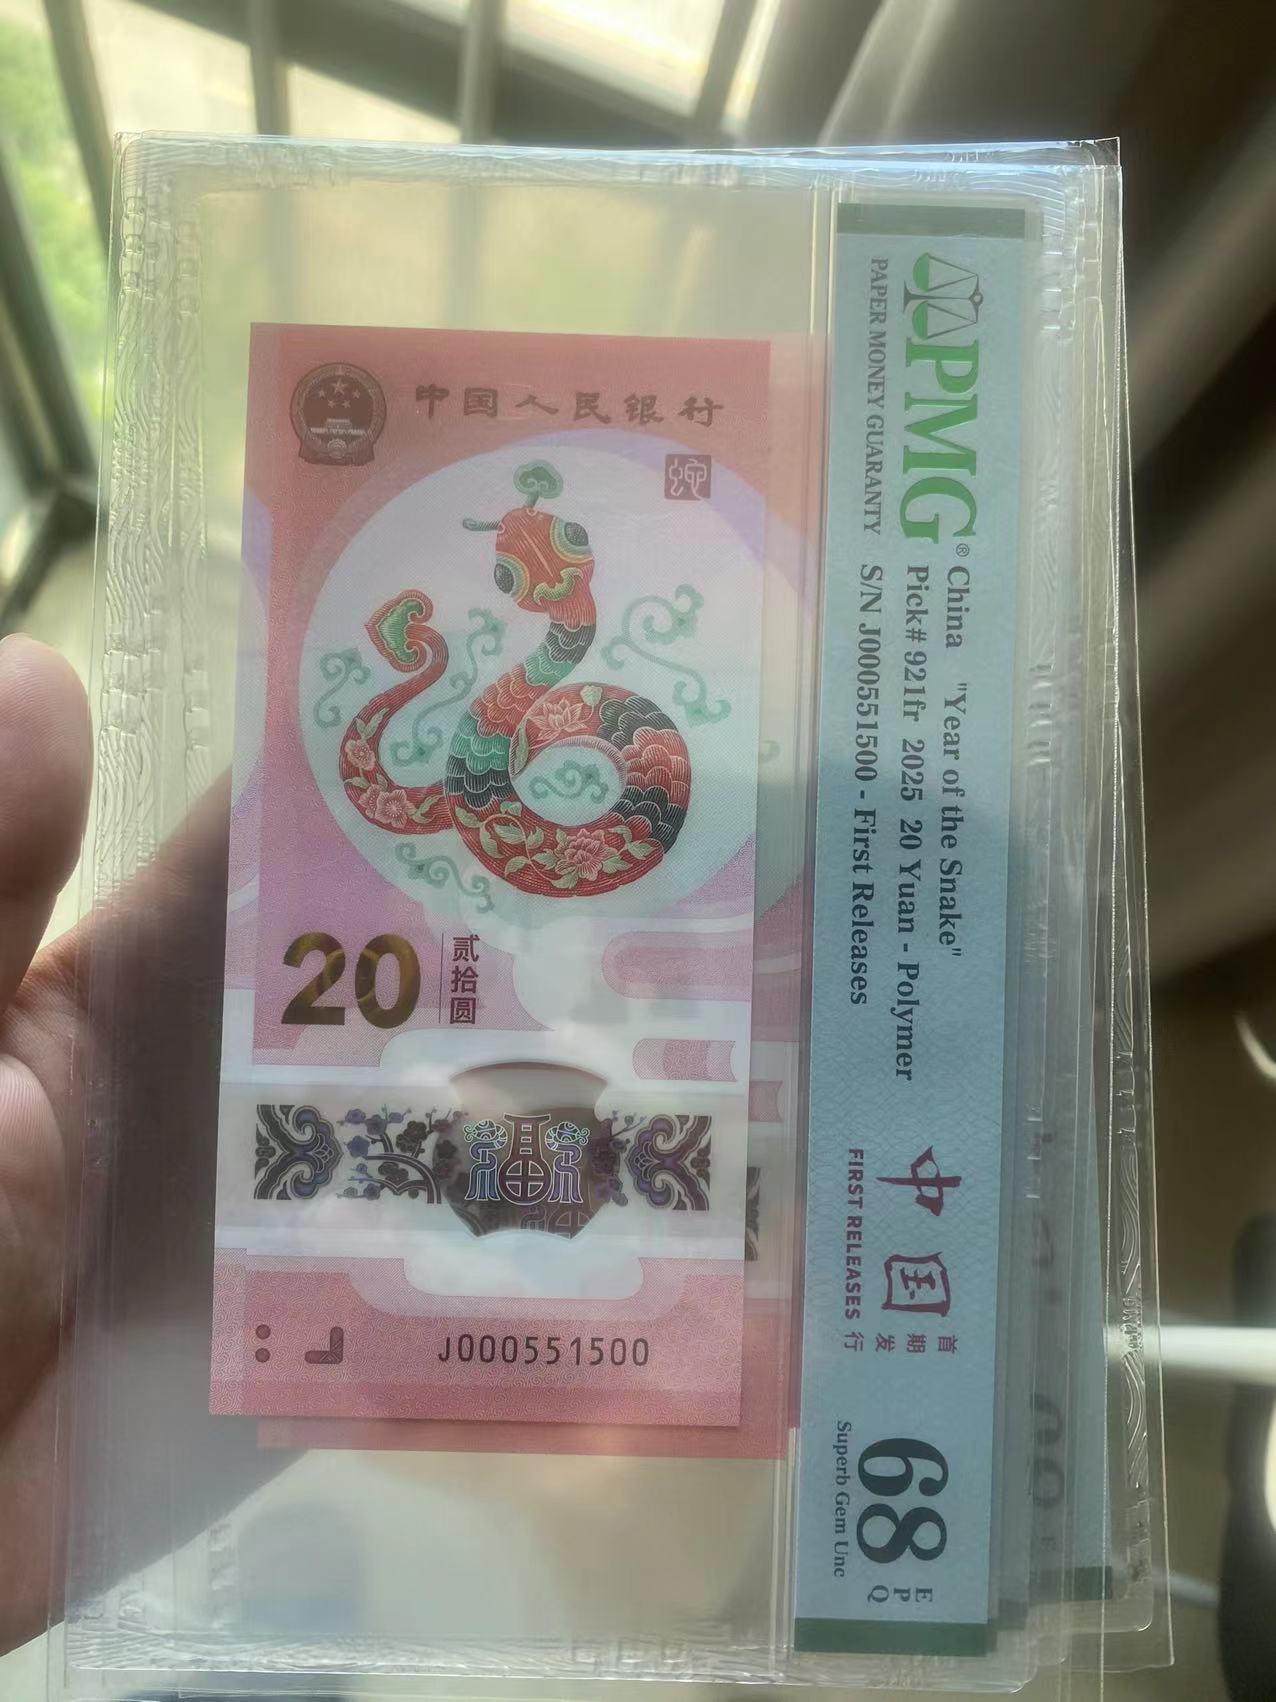 中国人民银行
蛇
20
贰拾圆
福
J000551500
PMG®
PAPER MONEY GUARANTY
China "Year of the Snake"
Pick# 921fr 2025 20 Yuan - Polymer
S/N J000551500 - First Releases
中国
首期发行
FIRST RELEASES
68
EPQ
Superb Gem Unc